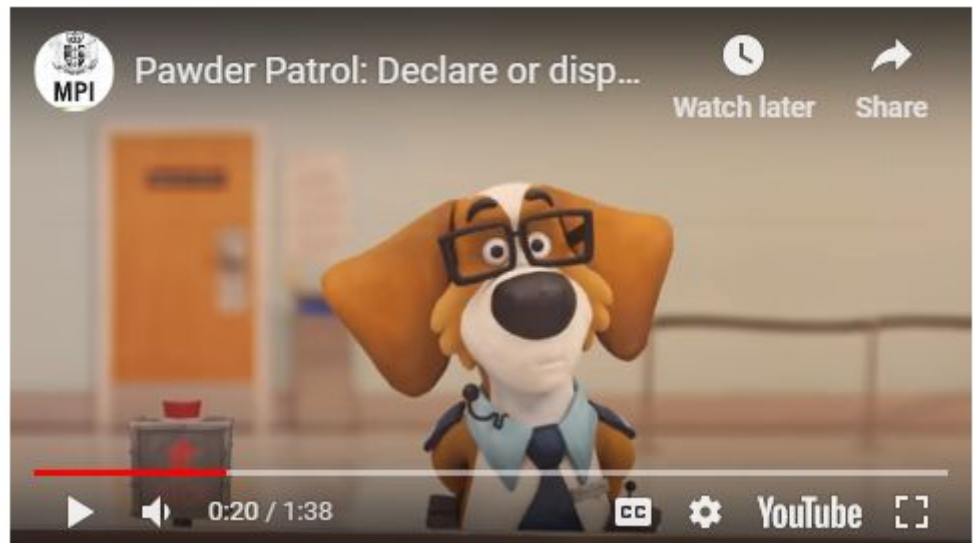 MPI
Pawder Patrol: Declare or disp...
Watch later
Share
0:20 / 1:38
CC
YouTube